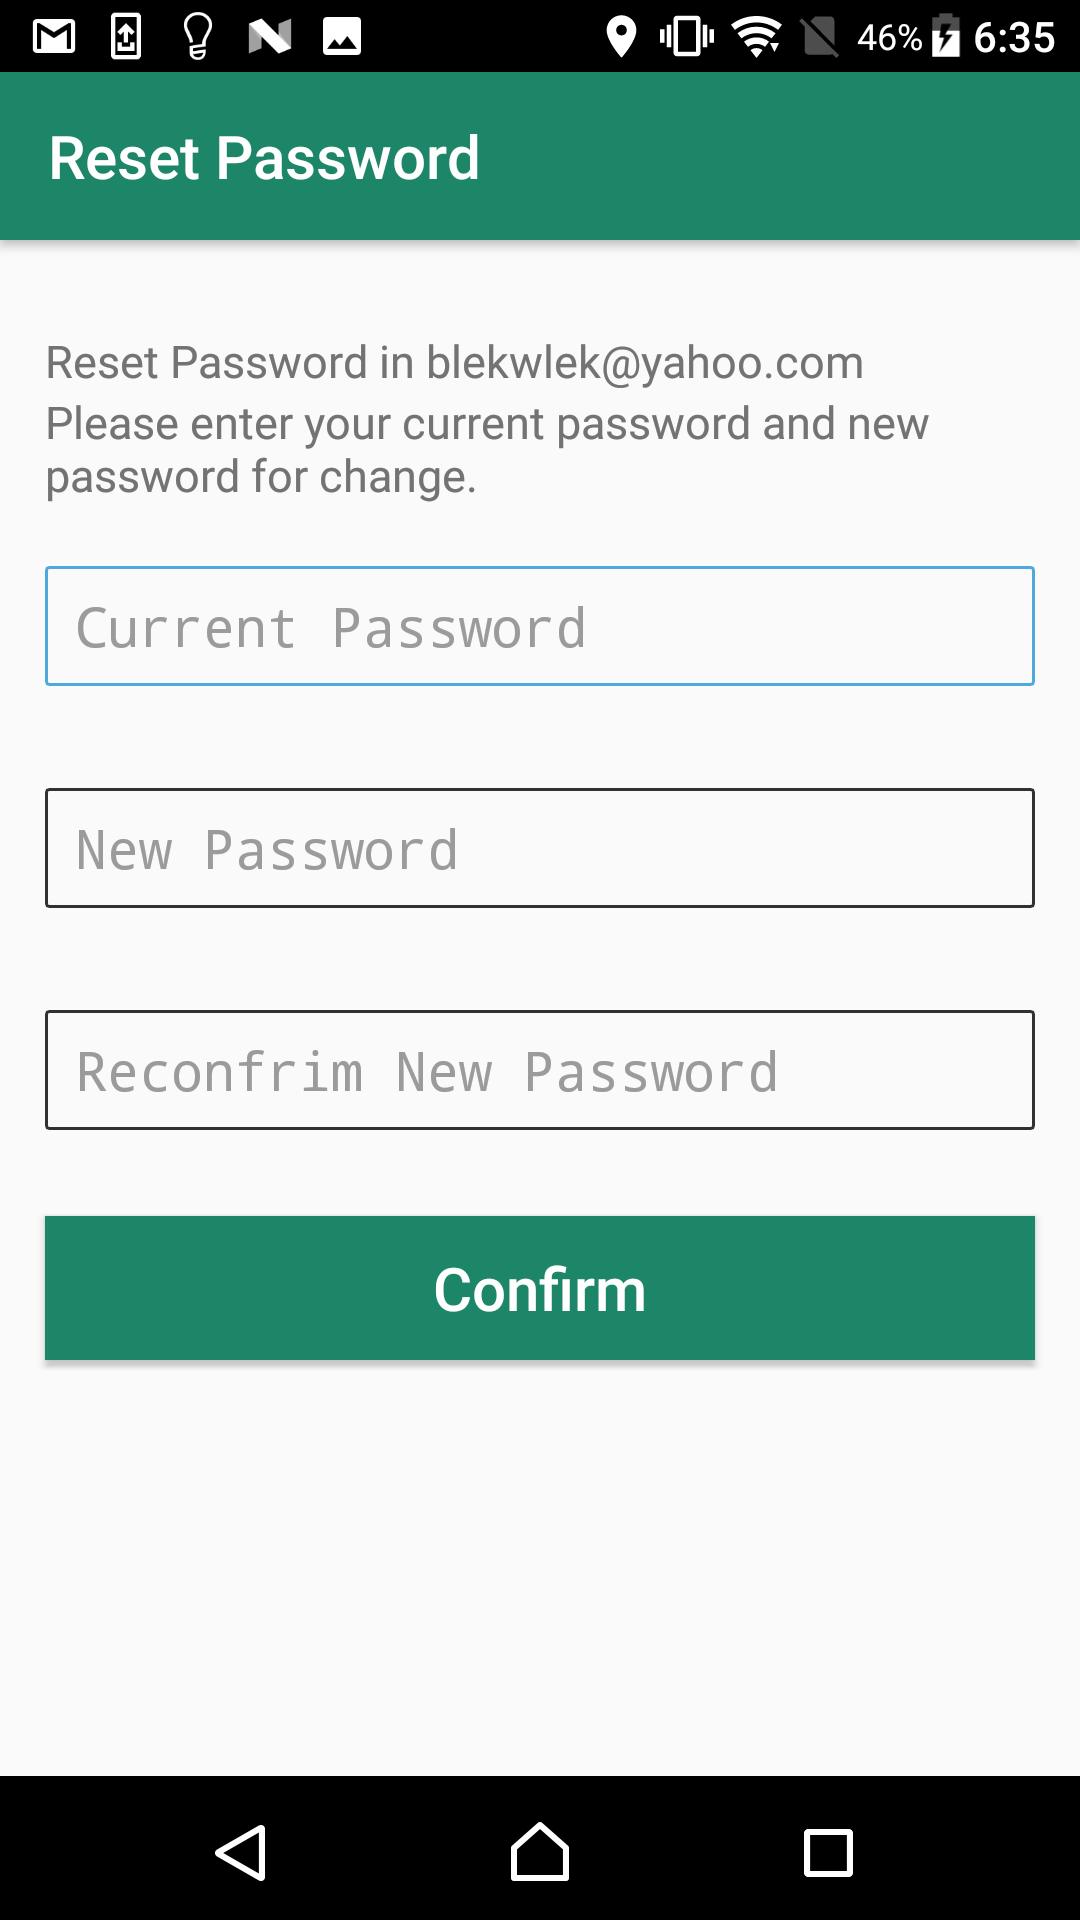 46% 6:35
Reset Password
Reset Password in blekwlek@yahoo.com
Please enter your current password and new
password for change.
Current Password
New Password
Reconfrim New Password
Confirm